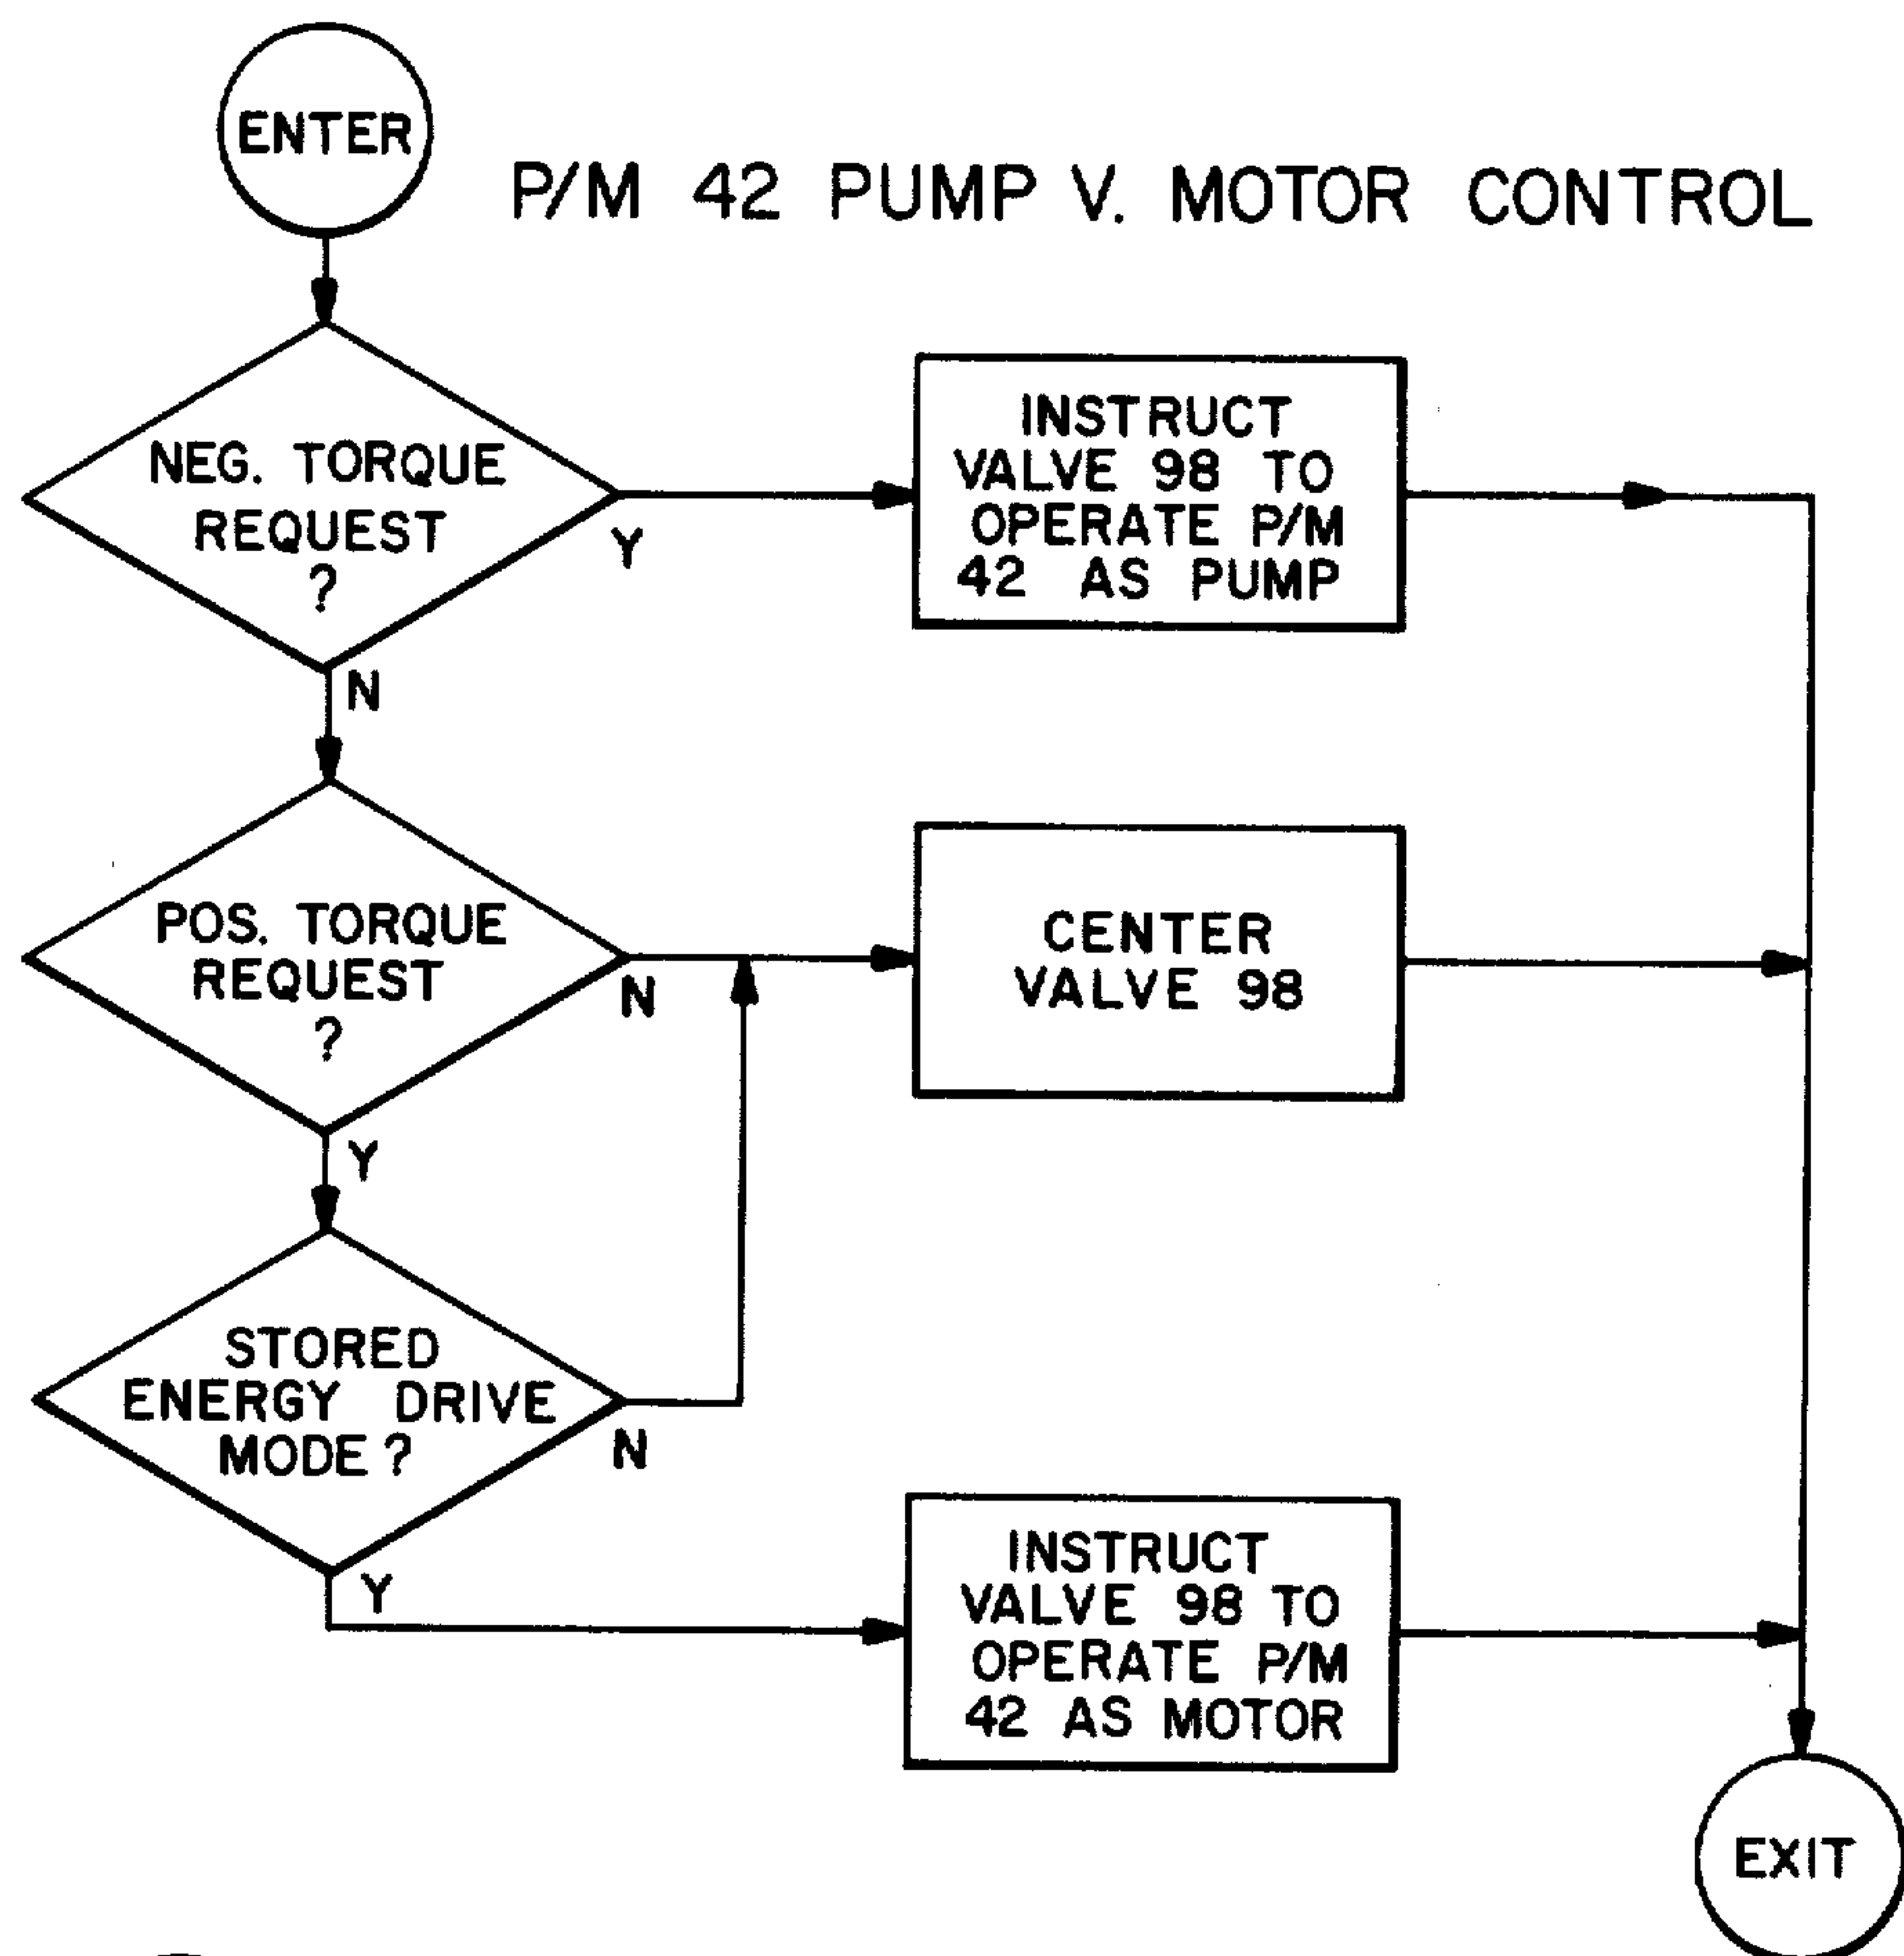 ENTER
P/M 42 PUMP V. MOTOR CONTROL
NEG. TORQUE
REQUEST
?
Y
N
INSTRUCT
VALVE 98 TO
OPERATE P/M
42 AS PUMP
POS. TORQUE
REQUEST
?
N
Y
CENTER
VALVE 98
STORED
ENERGY DRIVE
MODE ?
N
Y
INSTRUCT
VALVE 98 TO
OPERATE P/M
42 AS MOTOR
EXIT